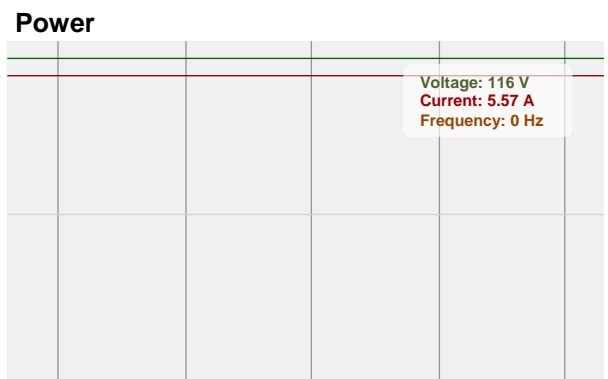 Power
Voltage: 116 V
Current: 5.57 A
Frequency: 0 Hz